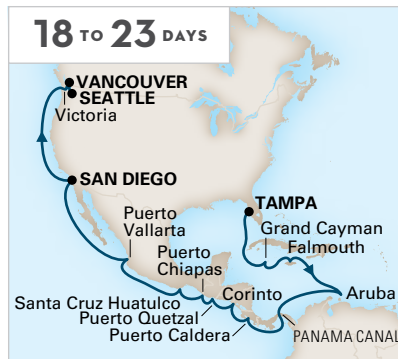 18 TO 23 DAYS
VANCOUVER
SEATTLE
Victoria
SAN DIEGO
TAMPA
Puerto
Vallarta
Grand Cayman
Falmouth
Puerto
Chiapas
Santa Cruz Huatulco
Corinto
Aruba
Puerto Quetzal
Puerto Caldera
PANAMA CANAL